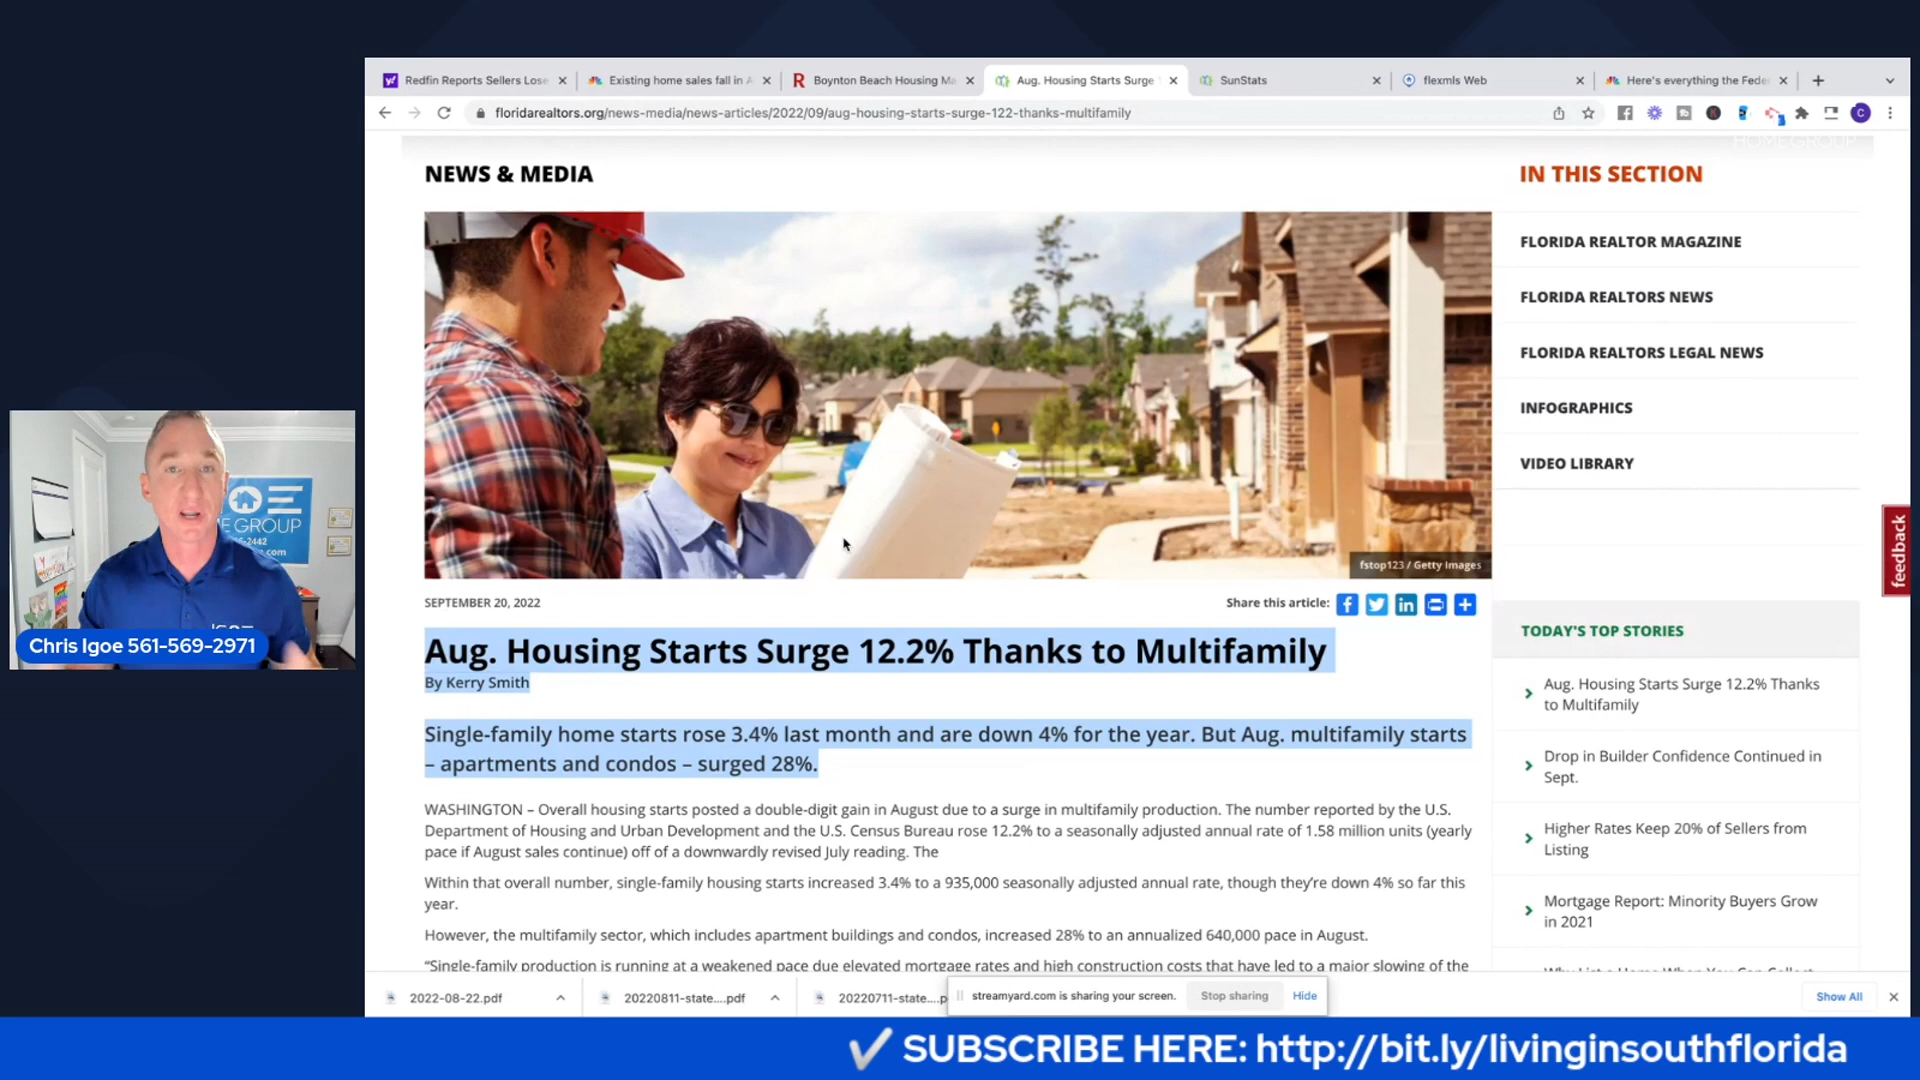 Redfin Reports Sellers Lose
Existing home sales fall in A
Boynton Beach Housing Ma
Aug. Housing Starts Surge
SunStats
flexmls Web
Here's everything the Fede
floridarealtors.org/news-media/news-articles/2022/09/aug-housing-starts-surge-122-thanks-multifamily
HOMEGROUP
NEWS & MEDIA
fstop123 / Getty Images
SEPTEMBER 20, 2022
Share this article:
Aug. Housing Starts Surge 12.2% Thanks to Multifamily
By Kerry Smith
Single-family home starts rose 3.4% last month and are down 4% for the year. But Aug. multifamily starts
– apartments and condos – surged 28%.
WASHINGTON – Overall housing starts posted a double-digit gain in August due to a surge in multifamily production. The number reported by the U.S.
Department of Housing and Urban Development and the U.S. Census Bureau rose 12.2% to a seasonally adjusted annual rate of 1.58 million units (yearly
pace if August sales continue) off of a downwardly revised July reading. The
Within that overall number, single-family housing starts increased 3.4% to a 935,000 seasonally adjusted annual rate, though they're down 4% so far this
year.
However, the multifamily sector, which includes apartment buildings and condos, increased 28% to an annualized 640,000 pace in August.
“Single-family production is running at a weakened pace due elevated mortgage rates and high construction costs that have led to a major slowing of the
IN THIS SECTION
FLORIDA REALTOR MAGAZINE
FLORIDA REALTORS NEWS
FLORIDA REALTORS LEGAL NEWS
INFOGRAPHICS
VIDEO LIBRARY
feedback
TODAY'S TOP STORIES
Aug. Housing Starts Surge 12.2% Thanks
to Multifamily
Drop in Builder Confidence Continued in
Sept.
Higher Rates Keep 20% of Sellers from
Listing
Mortgage Report: Minority Buyers Grow
in 2021
Why List a Home When You Can Collect
GROUP
-2442
.com
Chris Igoe 561-569-2971
2022-08-22.pdf
20220811-state....pdf
20220711-state....p
streamyard.com is sharing your screen.
Stop sharing
Hide
Show All
SUBSCRIBE HERE: http://bit.ly/livinginsouthflorida